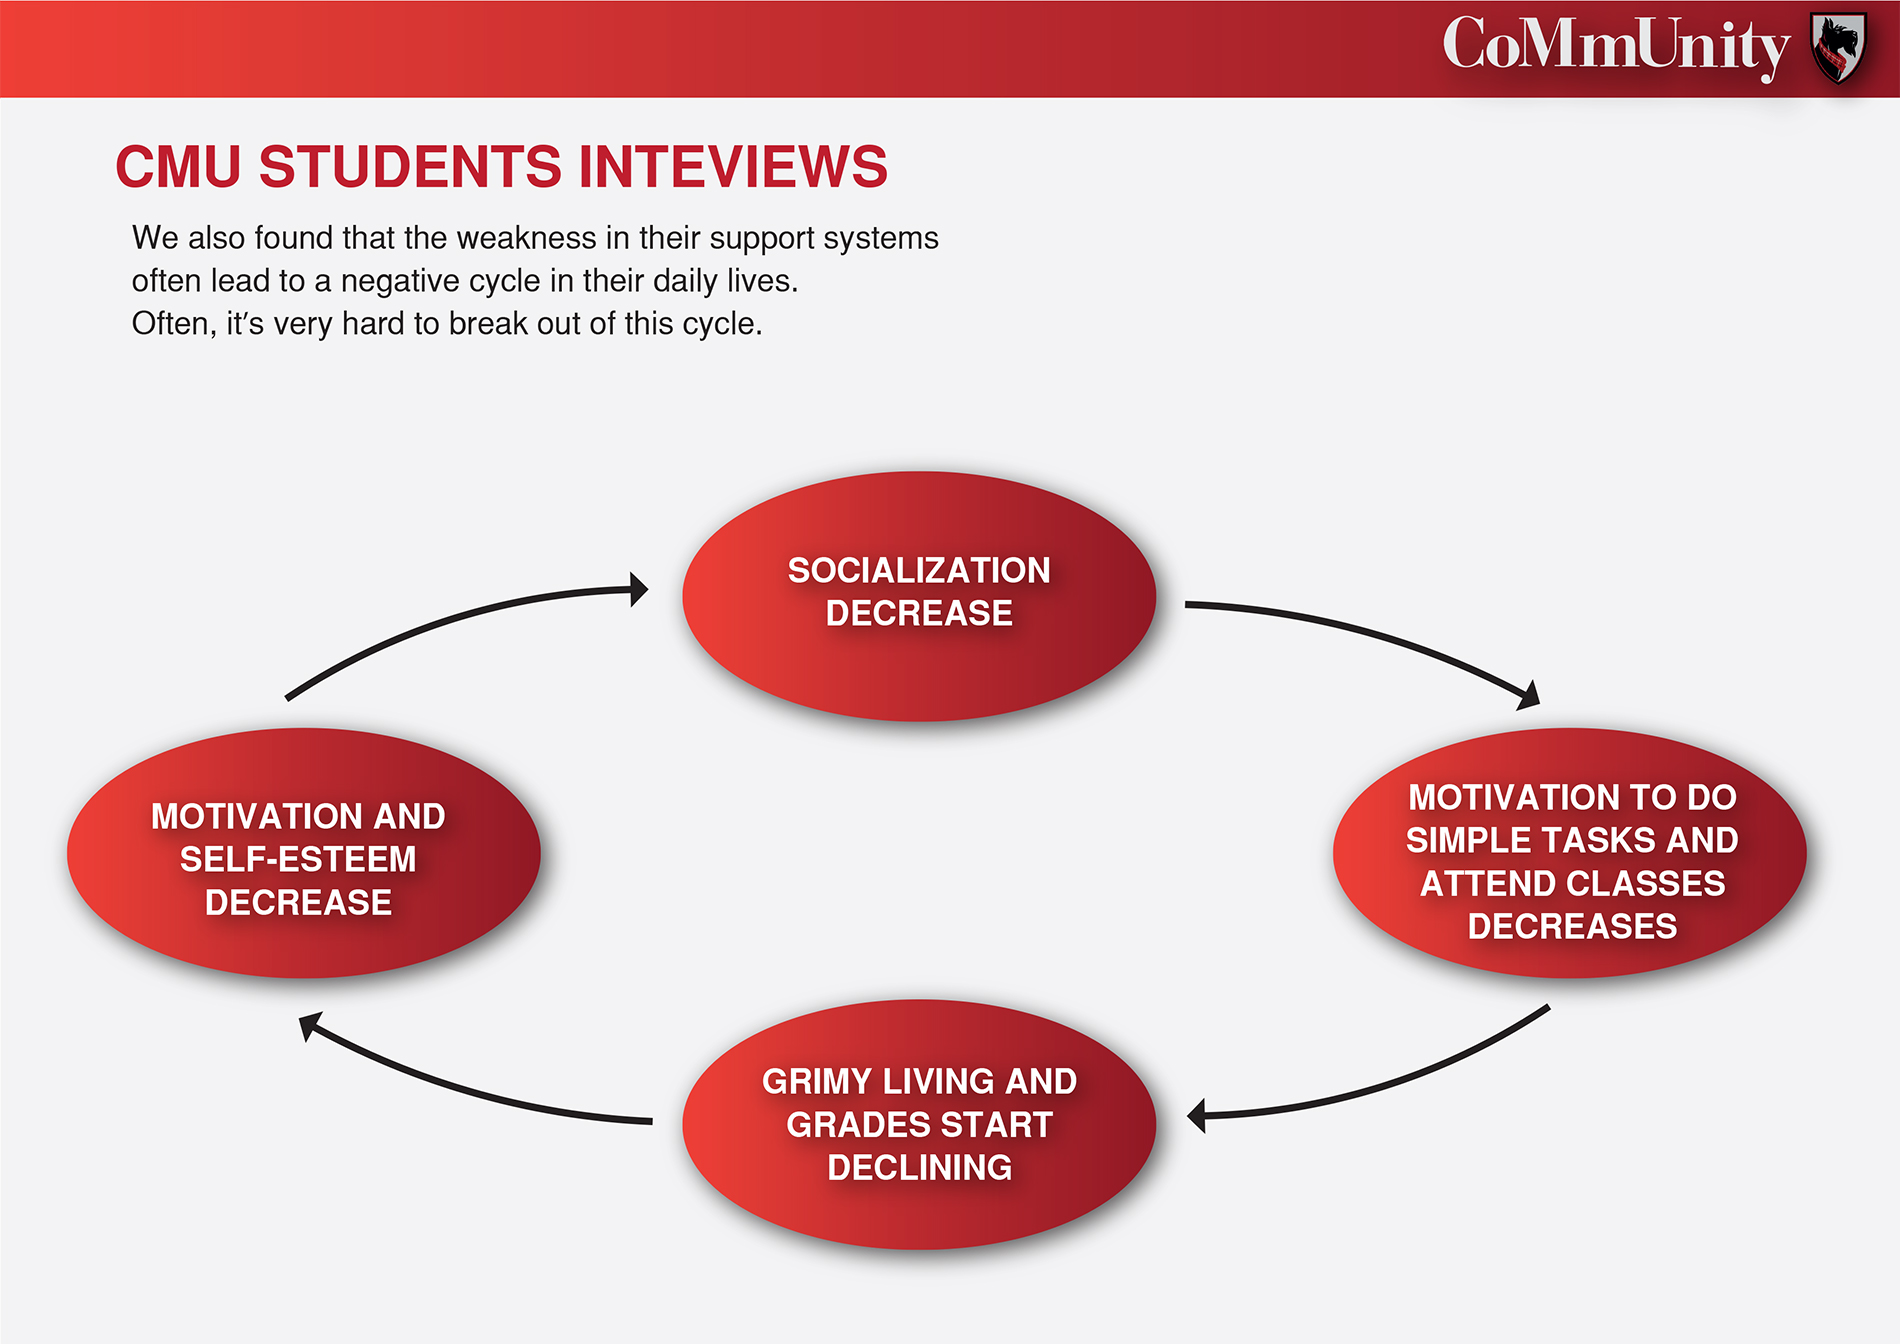 CoMmUnity
CMU STUDENTS INTEVIEWS
We also found that the weakness in their support systems
often lead to a negative cycle in their daily lives.
Often, it's very hard to break out of this cycle.
SOCIALIZATION
DECREASE
MOTIVATION TO DO
SIMPLE TASKS AND
ATTEND CLASSES
DECREASES
GRIMY LIVING AND
GRADES START
DECLINING
MOTIVATION AND
SELF-ESTEEM
DECREASE